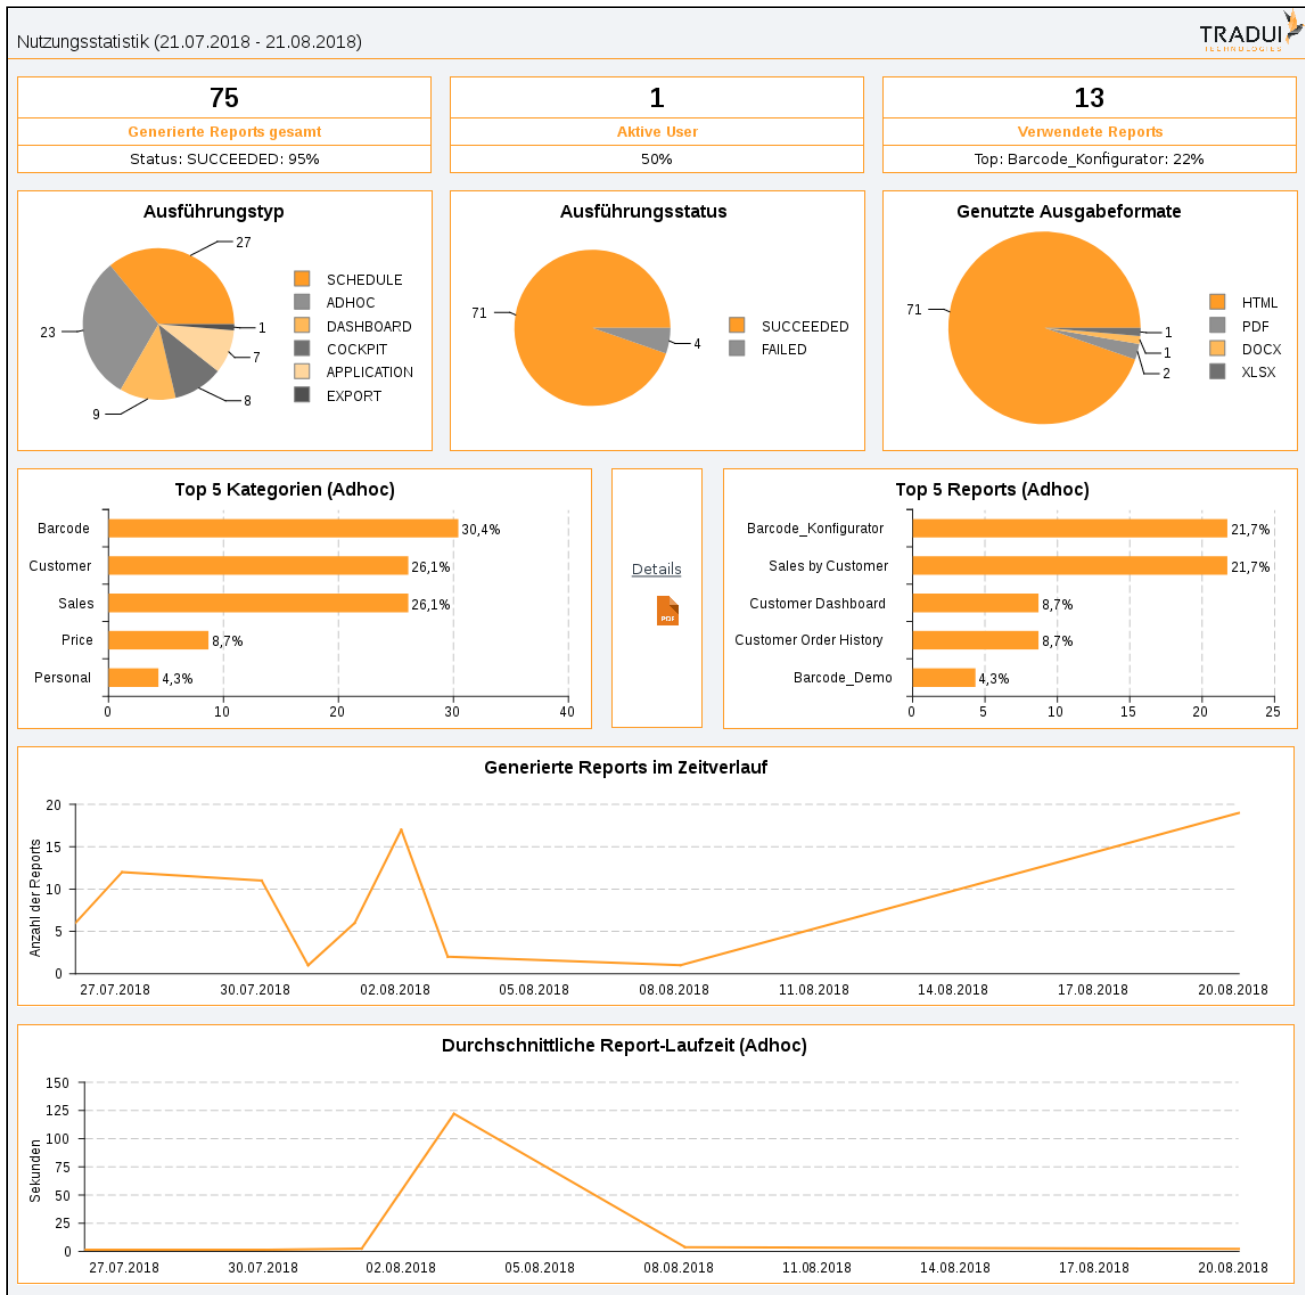 Nutzungsstatistik (21.07.2018 - 21.08.2018)
TRADUI
TECHNOLOGIES
75
Generierte Reports gesamt
Status: SUCCEEDED: 95%
1
Aktive User
50%
13
Verwendete Reports
Top: Barcode_Konfigurator: 22%
Ausführungstyp
27
23
9
8
7
1
SCHEDULE
ADHOC
DASHBOARD
COCKPIT
APPLICATION
EXPORT
Ausführungsstatus
71
4
SUCCEEDED
FAILED
Genutzte Ausgabeformate
71
1
1
2
HTML
PDF
DOCX
XLSX
Top 5 Kategorien (Adhoc)
Barcode 30,4%
Customer 26,1%
Sales 26,1%
Price 8,7%
Personal 4,3%
0 10 20 30 40
Details
PDF
Top 5 Reports (Adhoc)
Barcode_Konfigurator 21,7%
Sales by Customer 21,7%
Customer Dashboard 8,7%
Customer Order History 8,7%
Barcode_Demo 4,3%
0 5 10 15 20 25
Generierte Reports im Zeitverlauf
Anzahl der Reports
20
15
10
5
0
27.07.2018 30.07.2018 02.08.2018 05.08.2018 08.08.2018 11.08.2018 14.08.2018 17.08.2018 20.08.2018
Durchschnittliche Report-Laufzeit (Adhoc)
Sekunden
150
125
100
75
50
25
0
27.07.2018 30.07.2018 02.08.2018 05.08.2018 08.08.2018 11.08.2018 14.08.2018 17.08.2018 20.08.2018